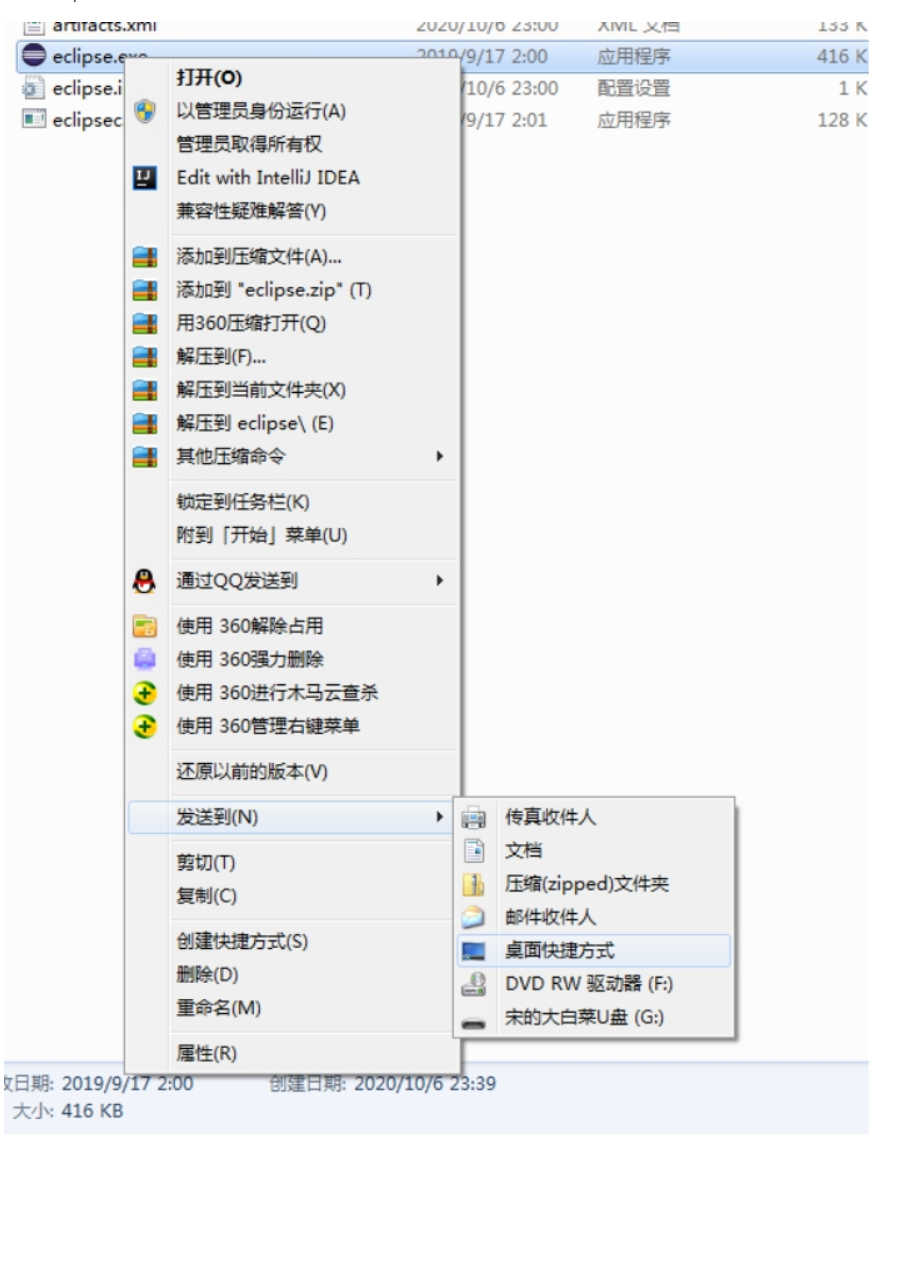 artifacts.xml 2020/10/6 23:00 XML 文档 133 K
eclipse.exe 2019/9/17 2:00 应用程序 416 K
eclipse.i /10/6 23:00 配置设置 1 K
eclipsec /9/17 2:01 应用程序 128 K
打开(O)
以管理员身份运行(A)
管理员取得所有权
Edit with IntelliJ IDEA
兼容性疑难解答(Y)
添加到压缩文件(A)...
添加到 "eclipse.zip" (T)
用360压缩打开(Q)
解压到(F)...
解压到当前文件夹(X)
解压到 eclipse\ (E)
其他压缩命令
锁定到任务栏(K)
附到「开始」菜单(U)
通过QQ发送到
使用 360解除占用
使用 360强力删除
使用 360进行木马云查杀
使用 360管理右键菜单
还原以前的版本(V)
发送到(N)
传真收件人
文档
压缩(zipped)文件夹
邮件收件人
桌面快捷方式
DVD RW 驱动器 (F:)
宋的大白菜U盘 (G:)
剪切(T)
复制(C)
创建快捷方式(S)
删除(D)
重命名(M)
属性(R)
日期: 2019/9/17 2:00 创建日期: 2020/10/6 23:39
大小: 416 KB